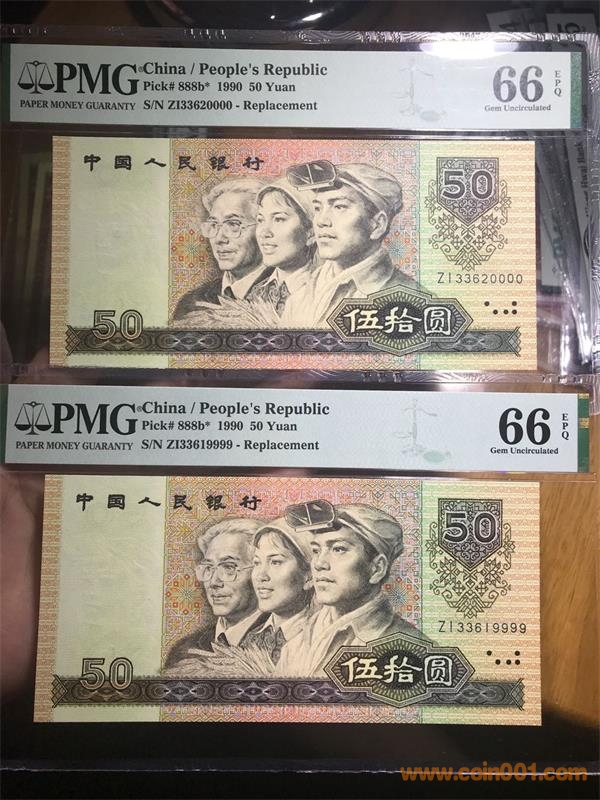 PMG® China / People's Republic
Pick# 888b* 1990 50 Yuan
PAPER MONEY GUARANTY S/N ZI33620000 - Replacement
66 EPQ
Gem Uncirculated
中国人民银行
50
ZI33620000
50
伍拾圆
PMG® China / People's Republic
Pick# 888b* 1990 50 Yuan
PAPER MONEY GUARANTY S/N ZI33619999 - Replacement
66 EPQ
Gem Uncirculated
中国人民银行
50
ZI33619999
50
伍拾圆
www.coin001.com